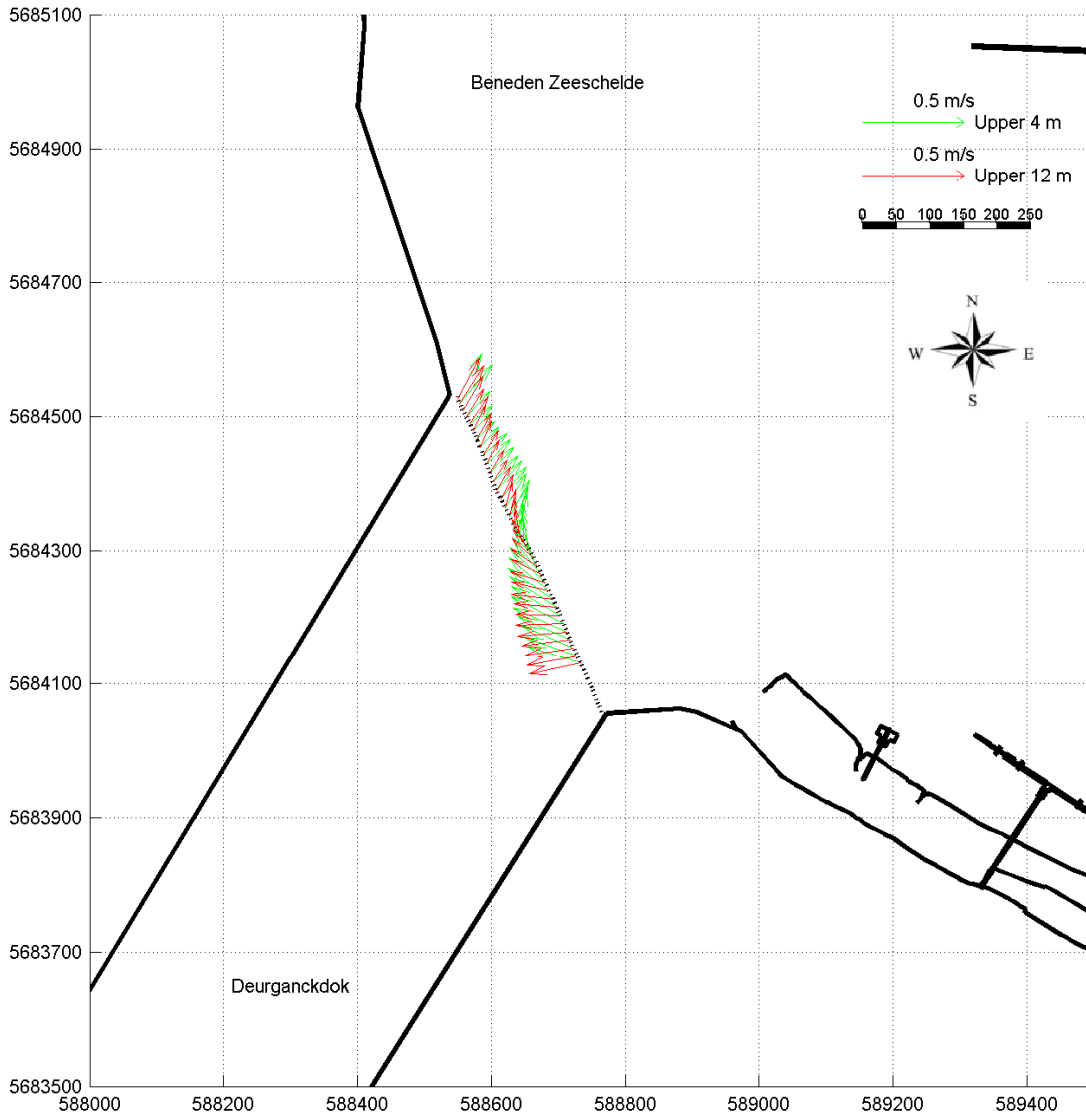 5685100
Beneden Zeeschelde
0.5 m/s
Upper 4 m
5684900
0.5 m/s
Upper 12 m
0 50 100 150 200 250
5684700
N
W E
S
5684500
5684300
5684100
5683900
5683700
Deurganckdok
5683500
588000 588200 588400 588600 588800 589000 589200 589400